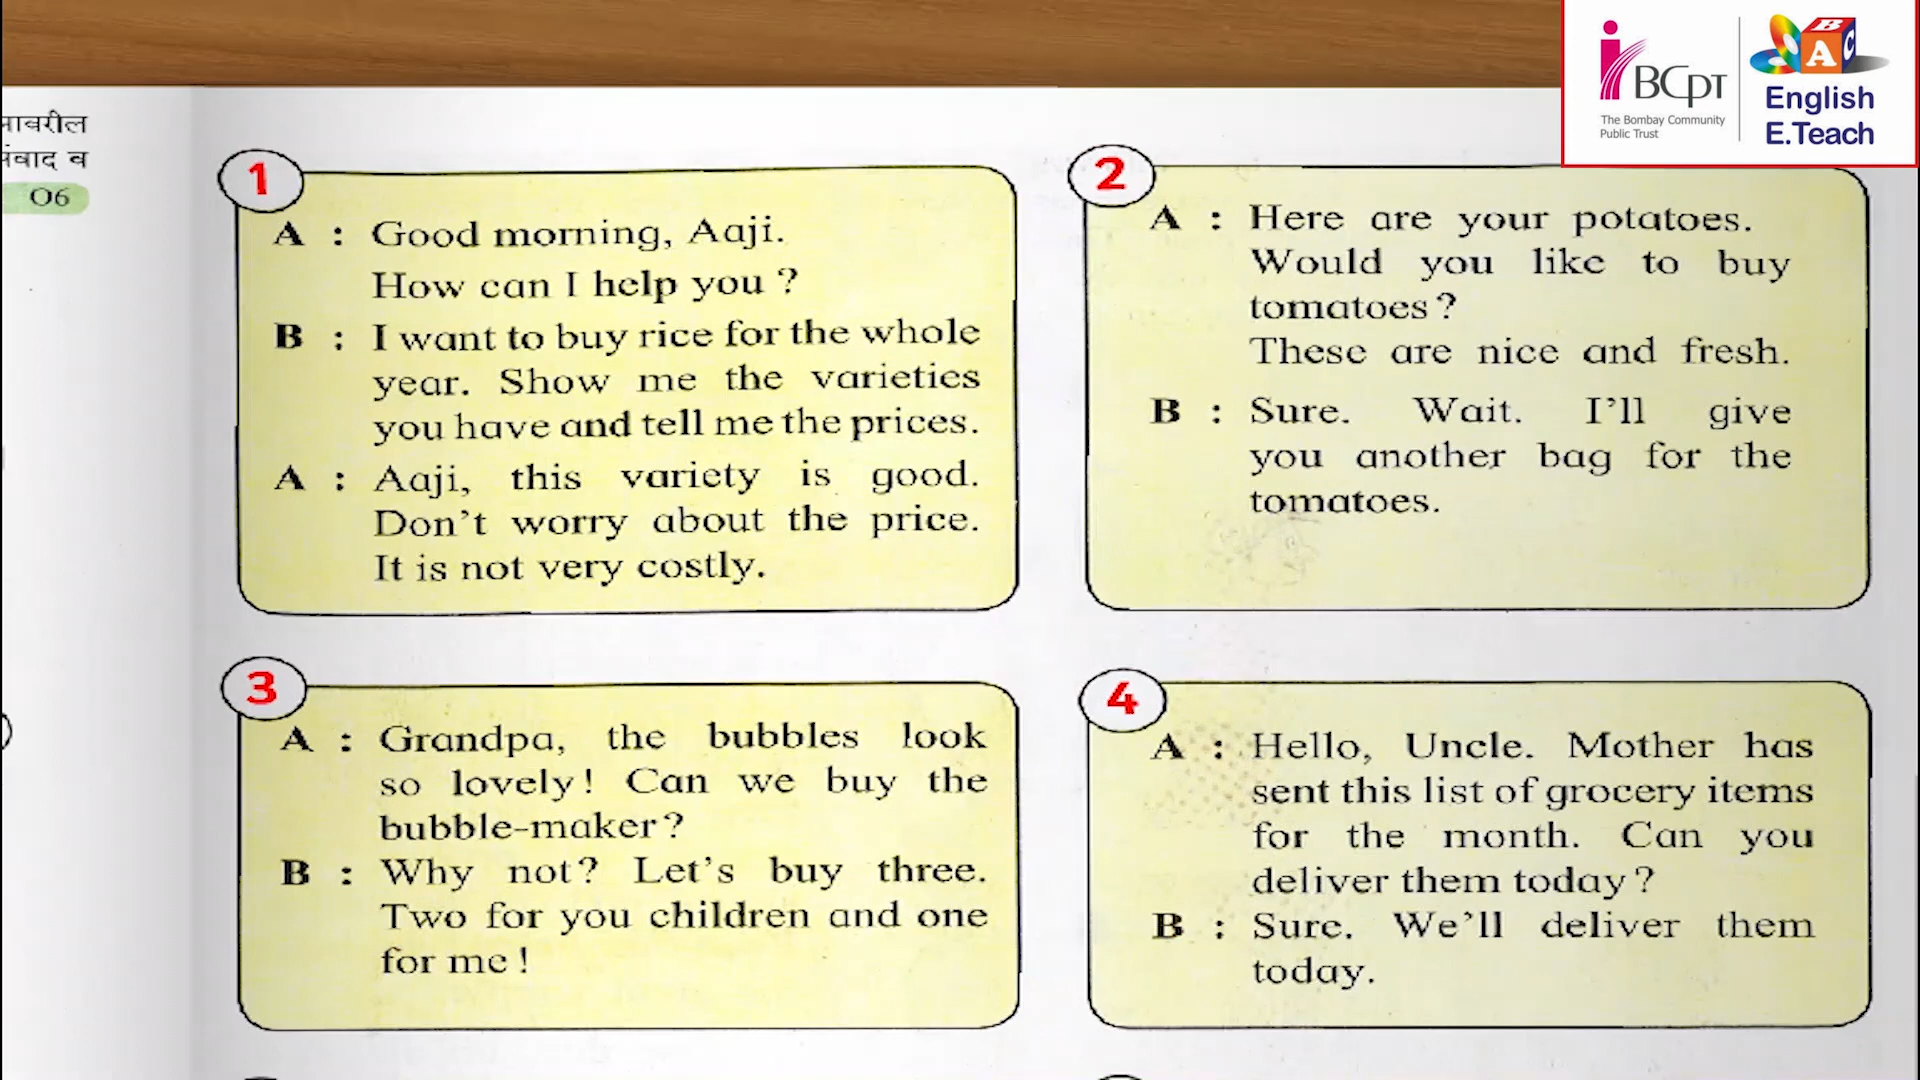 BCPT
The Bombay Community
Public Trust
A B C
English
E.Teach
06
1
A : Good morning, Aaji.
How can I help you ?
B : I want to buy rice for the whole
year. Show me the varieties
you have and tell me the prices.
A : Aaji, this variety is good.
Don't worry about the price.
It is not very costly.
2
A : Here are your potatoes.
Would you like to buy
tomatoes ?
These are nice and fresh.
B : Sure. Wait. I'll give
you another bag for the
tomatoes.
3
A : Grandpa, the bubbles look
so lovely ! Can we buy the
bubble-maker ?
B : Why not? Let's buy three.
Two for you children and one
for me !
4
A : Hello, Uncle. Mother has
sent this list of grocery items
for the month. Can you
deliver them today ?
B : Sure. We'll deliver them
today.